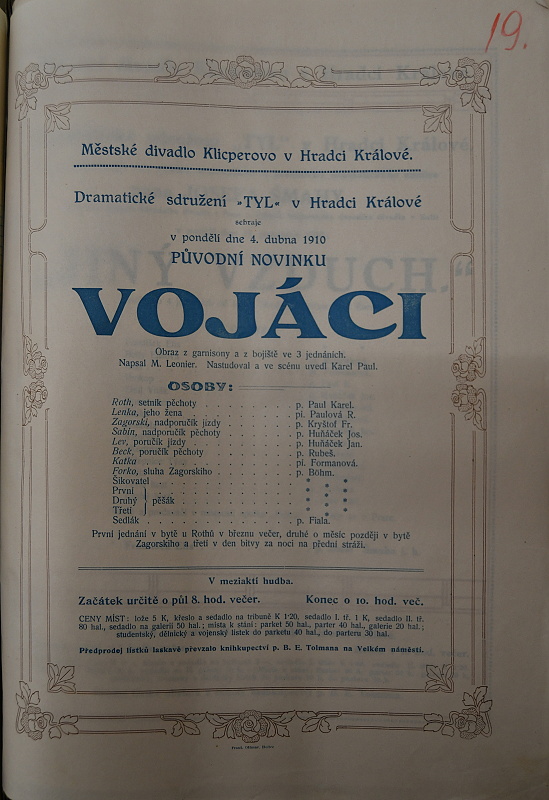 19.
Městské divadlo Klicperovo v Hradci Králové.
Dramatické sdružení „TYL“ v Hradci Králové
sehraje
v pondělí dne 4. dubna 1910
PŮVODNÍ NOVINKU
VOJÁCI
Obraz z garnisony a z bojiště ve 3 jednáních.
Napsal M. Leonier. Nastudoval a ve scénu uvedl Karel Paul.
OSOBY:
Roth, setník pěchoty . . . . . . . . p. Paul Karel.
Lenka, jeho žena . . . . . . . . . pí. Paulová R.
Zagorski, nadporučík jízdy . . . . . . p. Kryštof Fr.
Sabin, nadporučík pěchoty . . . . . . p. Huňáček Jos.
Lev, poručík jízdy . . . . . . . . p. Huňáček Jan.
Beck, poručík pěchoty . . . . . . . p. Rubeš.
Katka . . . . . . . . . . . pí. Formanová.
Forko, sluha Zagorského . . . . . . . p. Böhm.
Šikovatel . . . . . . . . . . * * *
První
Druhý } pěšák . . . . . . . . * * *
Třetí
Sedlák . . . . . . . . . . . p. Fiala.
První jednání v bytě u Rothů v březnu večer, druhé o měsíc později v bytě
Zagorského a třetí v den bitvy za noci na přední stráži.
V meziaktí hudba.
Začátek určitě o půl 8. hod. večer. Konec o 10. hod. več.
CENY MÍST: lože 5 K, křeslo a sedadlo na tribuně K 1·20, sedadlo I. tř. 1 K, sedadlo II. tř.
80 hal., sedadlo na galerii 50 hal.; místa k stání: parket 50 hal., parter 40 hal., galerie 20 hal.;
studentský, dělnický a vojenský lístek do parketu 40 hal., do parteru 30 hal.
Předprodej lístků laskavě převzalo knihkupectví p. B. E. Tolmana na Velkém náměstí.